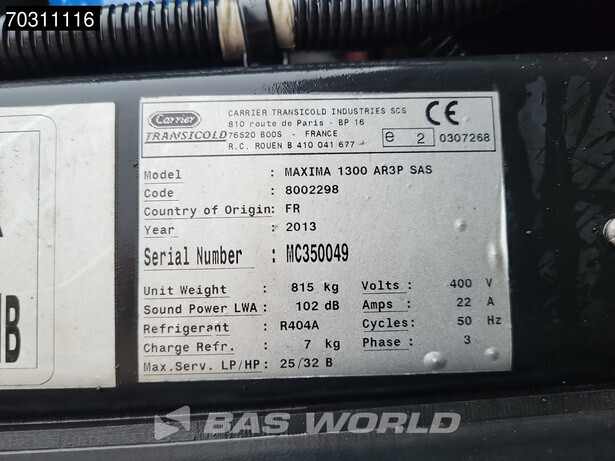 70311116
Carrier
TRANSICOLD
CARRIER TRANSICOLD INDUSTRIES SCS
810 route de Paris - BP 16
76520 BOOS - FRANCE
R.C. ROUEN B 410 041 677
CE
e 2 0307268
Model : MAXIMA 1300 AR3P SAS
Code : 8002298
Country of Origin: FR
Year : 2013
Serial Number : MC350049
Unit Weight : 815 kg Volts: 400 V
Sound Power LWA: 102 dB Amps: 22 A
Refrigerant : R404A Cycles: 50 Hz
Charge Refr. : 7 kg Phase: 3
Max.Serv. LP/HP: 25/32 B
B
BAS WORLD